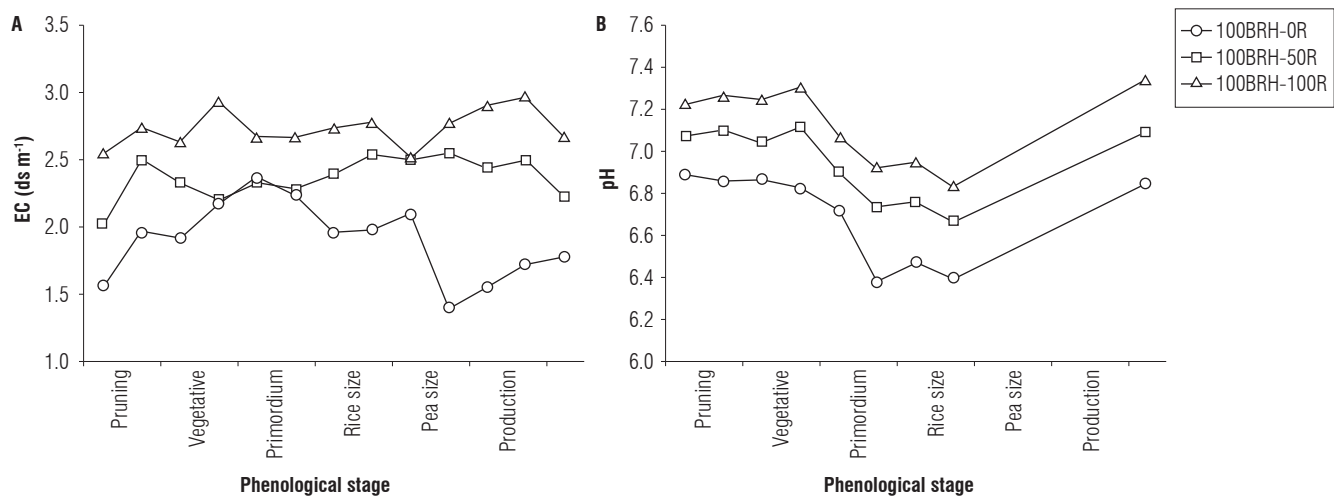 A
EC (ds m-1)
3.5
3.0
2.5
2.0
1.5
1.0
Pruning
Vegetative
Primordium
Rice size
Pea size
Production
Phenological stage
B
pH
7.6
7.4
7.2
7.0
6.8
6.6
6.4
6.2
6.0
Pruning
Vegetative
Primordium
Rice size
Pea size
Production
Phenological stage
100BRH-0R
100BRH-50R
100BRH-100R